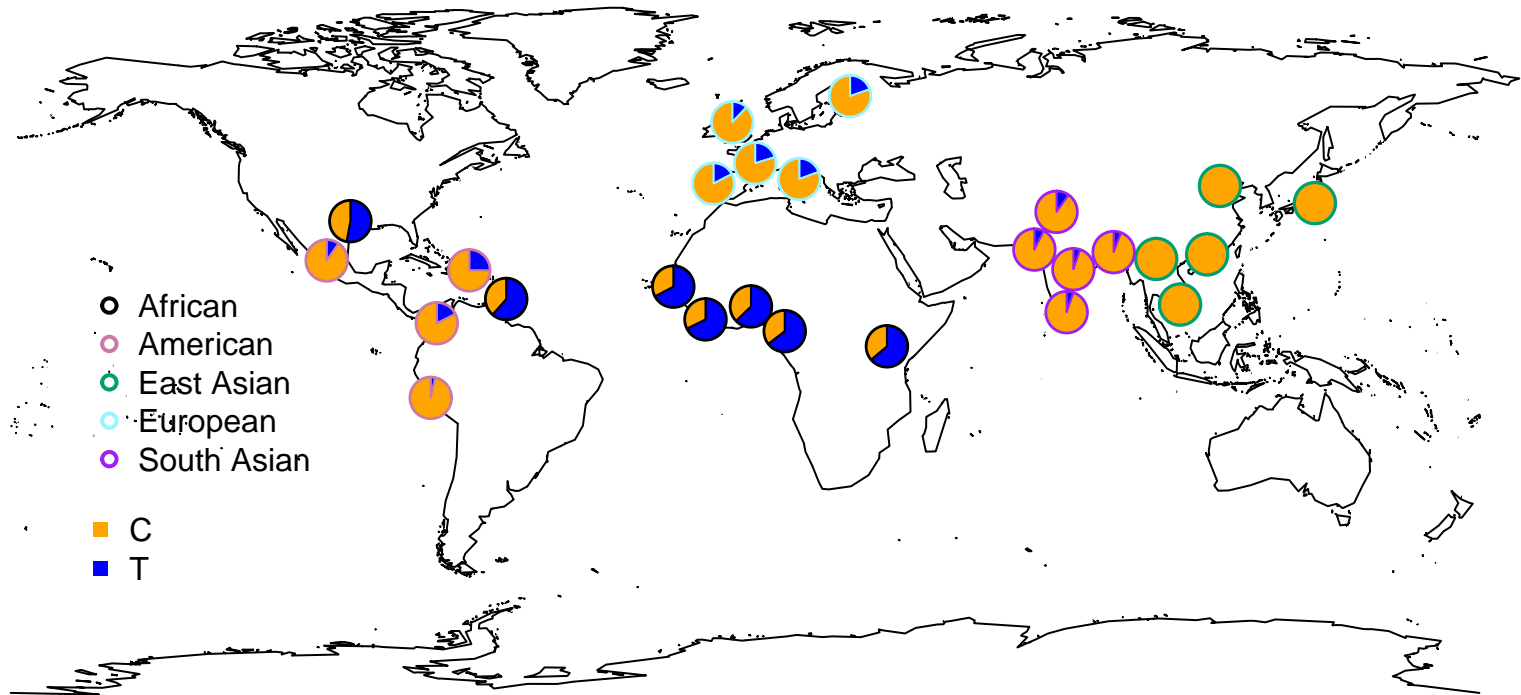 African
American
East Asian
European
South Asian
C
T